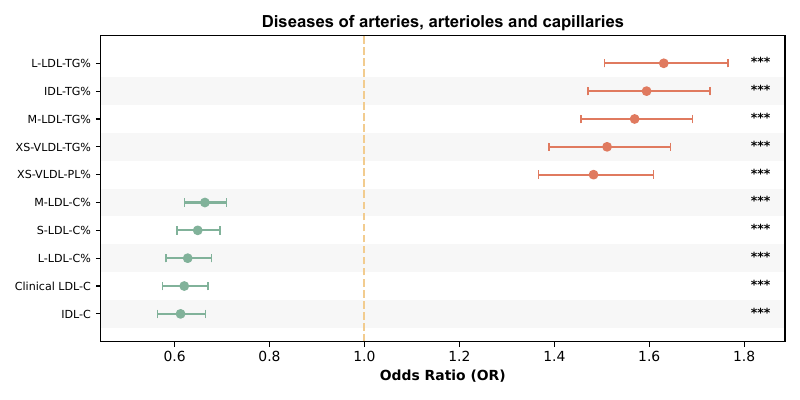 Diseases of arteries, arterioles and capillaries
L-LDL-TG% ***
IDL-TG% ***
M-LDL-TG% ***
XS-VLDL-TG% ***
XS-VLDL-PL% ***
M-LDL-C% ***
S-LDL-C% ***
L-LDL-C% ***
Clinical LDL-C ***
IDL-C ***
0.6 0.8 1.0 1.2 1.4 1.6 1.8
Odds Ratio (OR)